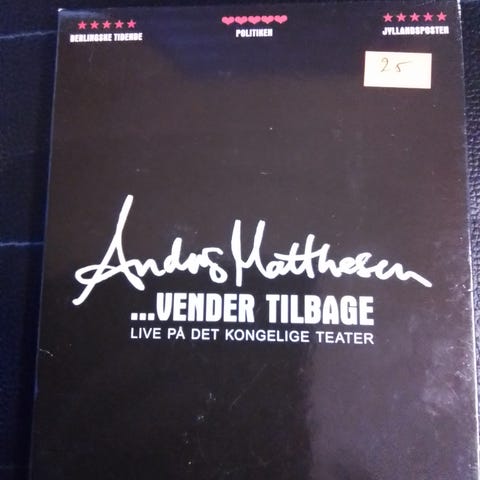 ★★★★★
BERLINGSKE TIDENDE
♥♥♥♥♥
POLITIKEN
★★★★★
JYLLANDSPOSTEN
25
Anders Matthesen
...VENDER TILBAGE
LIVE PÅ DET KONGELIGE TEATER